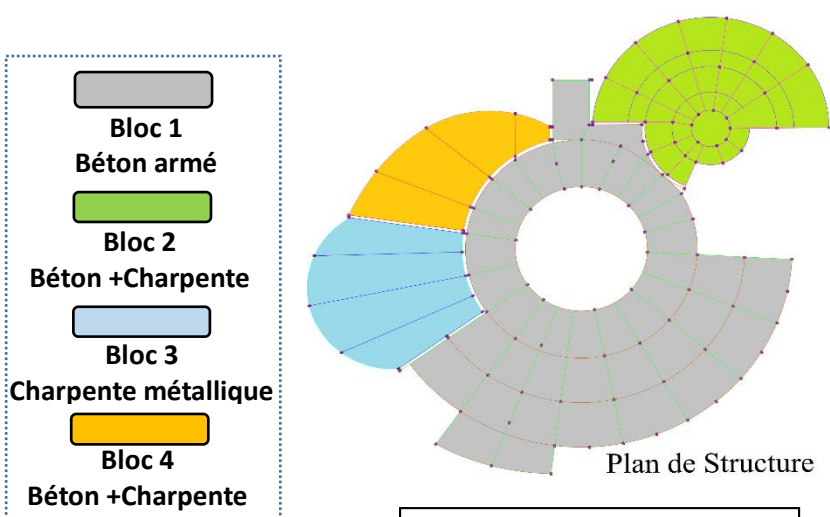 Bloc 1
Béton armé
Bloc 2
Béton +Charpente
Bloc 3
Charpente métallique
Bloc 4
Béton +Charpente
Plan de Structure